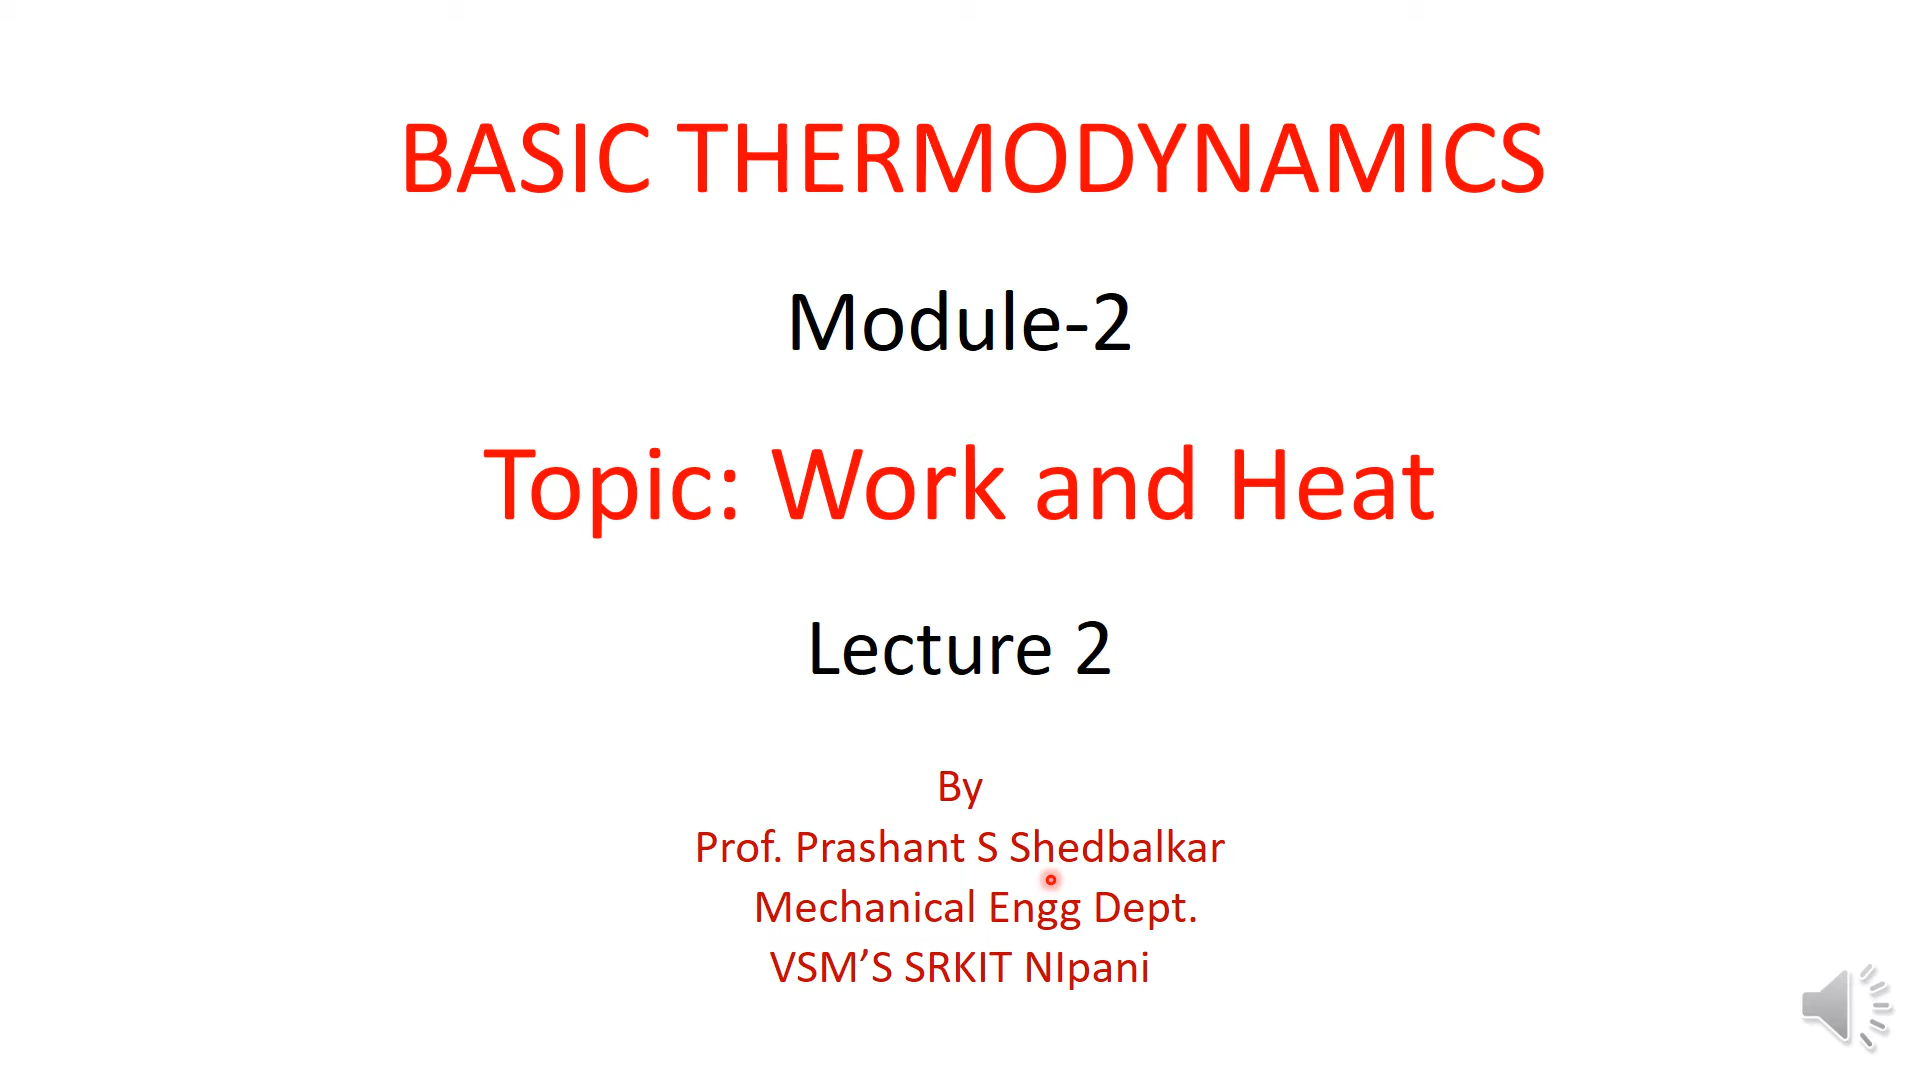 BASIC THERMODYNAMICS
Module-2
Topic: Work and Heat
Lecture 2
By
Prof. Prashant S Shedbalkar
Mechanical Engg Dept.
VSM’S SRKIT NIpani